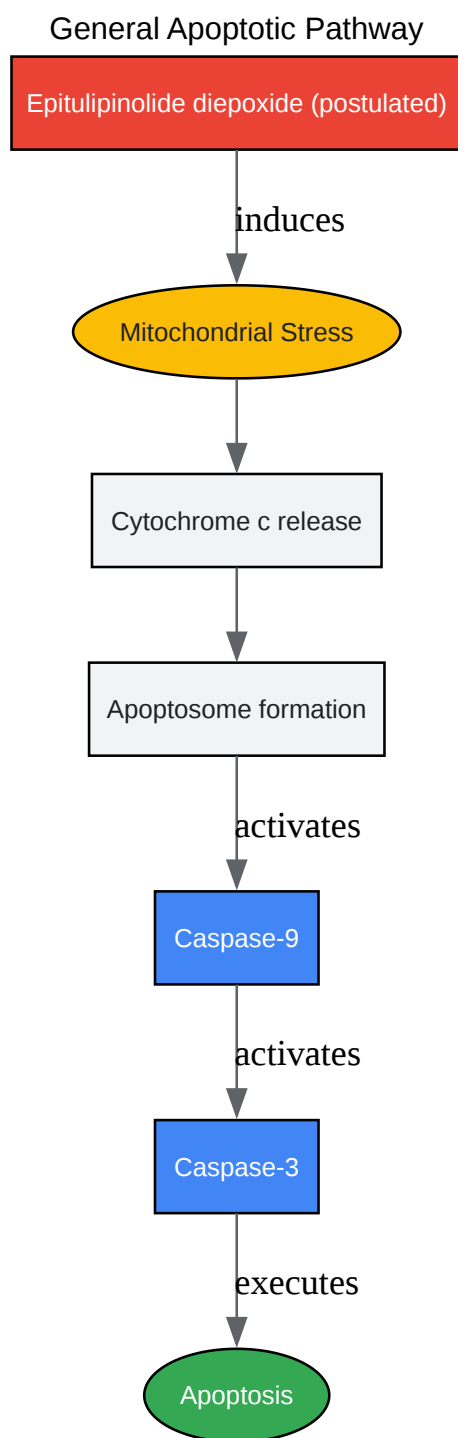 General Apoptotic Pathway
Epitulipinolide diepoxide (postulated)
induces
Mitochondrial Stress
Cytochrome c release
Apoptosome formation
activates
Caspase-9
activates
Caspase-3
executes
Apoptosis